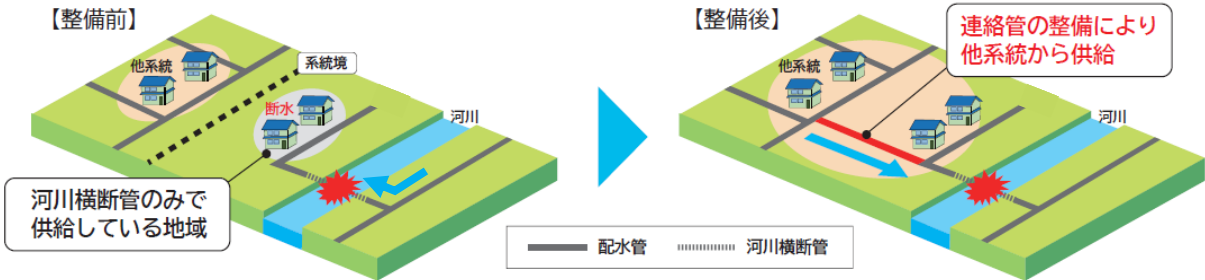 【整備前】
他系統
系統境
断水
河川
河川横断管のみで
供給している地域
【整備後】
連絡管の整備により
他系統から供給
他系統
河川
配水管
河川横断管